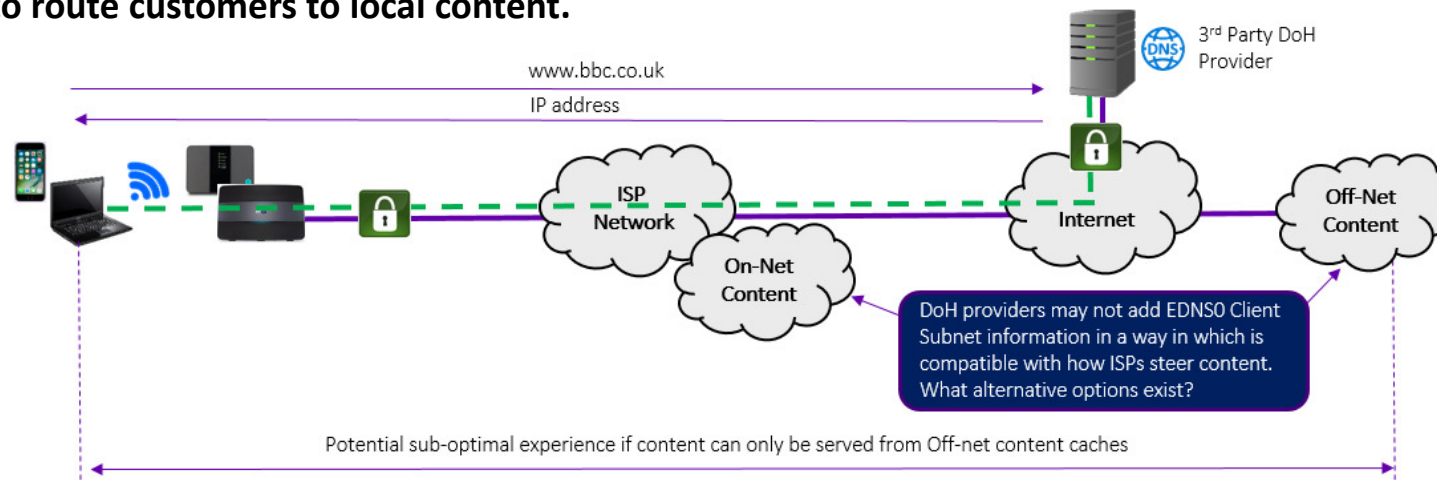 o route customers to local content.
3rd Party DoH
Provider
DNS
www.bbc.co.uk
IP address
ISP
Network
On-Net
Content
Internet
Off-Net
Content
DoH providers may not add EDNS0 Client
Subnet information in a way in which is
compatible with how ISPs steer content.
What alternative options exist?
Potential sub-optimal experience if content can only be served from Off-net content caches